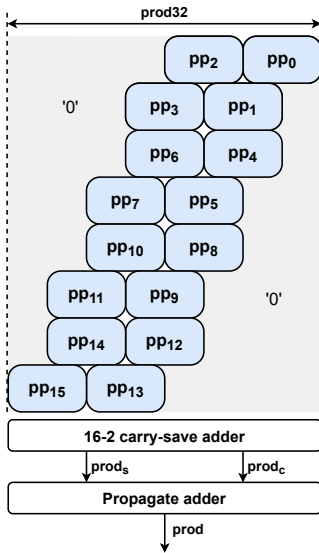 prod32
pp2 pp0
'0' pp3 pp1
pp6 pp4
pp7 pp5
pp10 pp8
pp11 pp9 '0'
pp14 pp12
pp15 pp13
16-2 carry-save adder
prods prodc
Propagate adder
prod